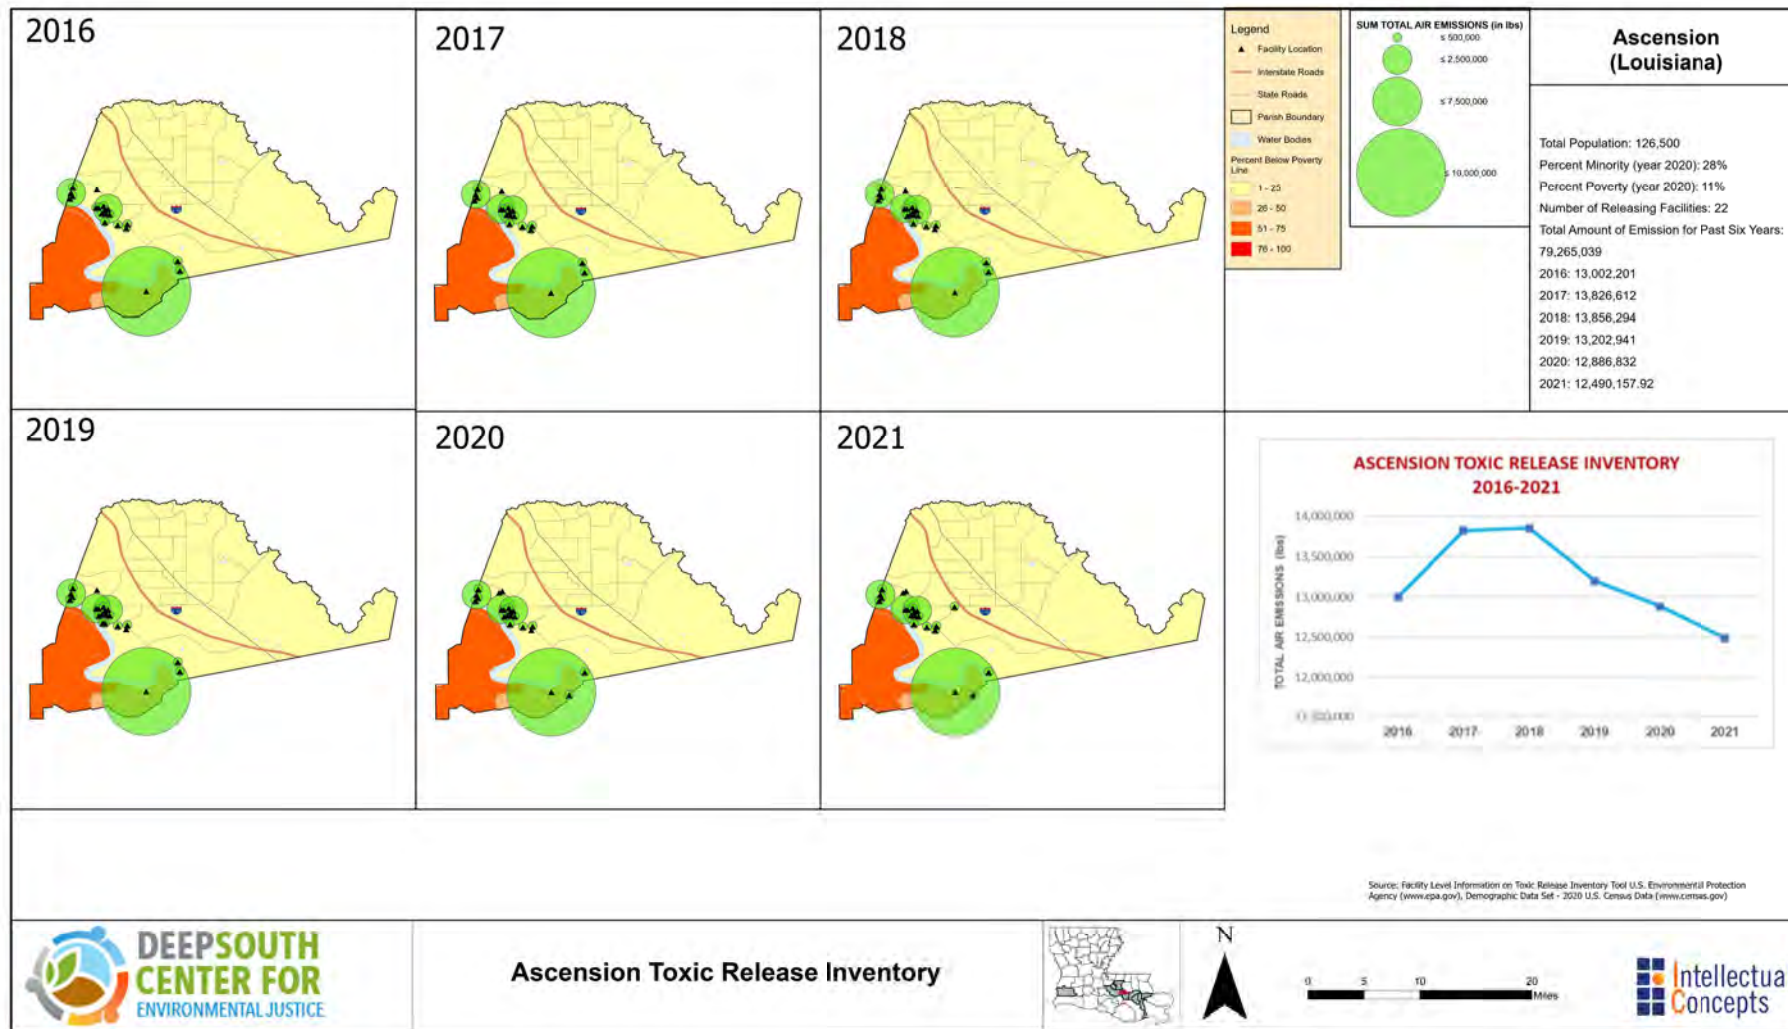 2016
2017
2018
Legend
Facility Location
Interstate Roads
State Roads
Parish Boundary
Water Bodies
Percent Below Poverty
Line
1 - 25
26 - 50
51 - 75
76 - 100
SUM TOTAL AIR EMISSIONS (in lbs)
≤ 500,000
≤ 2,500,000
≤ 7,500,000
≤ 10,000,000
Ascension
(Louisiana)
Total Population: 126,500
Percent Minority (year 2020): 28%
Percent Poverty (year 2020): 11%
Number of Releasing Facilities: 22
Total Amount of Emission for Past Six Years:
79,265,039
2016: 13,002,201
2017: 13,826,612
2018: 13,856,294
2019: 13,202,941
2020: 12,886,832
2021: 12,490,157.92
2019
2020
2021
ASCENSION TOXIC RELEASE INVENTORY
2016-2021
TOTAL AIR EMISSIONS (lbs)
14,000,000
13,500,000
13,000,000
12,500,000
12,000,000
2016 2017 2018 2019 2020 2021
Source: Facility Level Information on Toxic Release Inventory Tool U.S. Environmental Protection
Agency (www.epa.gov), Demographic Data Set - 2020 U.S. Census Data (www.census.gov)
DEEPSOUTH
CENTER FOR
ENVIRONMENTAL JUSTICE
Ascension Toxic Release Inventory
N
0 5 10 20
Miles
Intellectua
Concepts